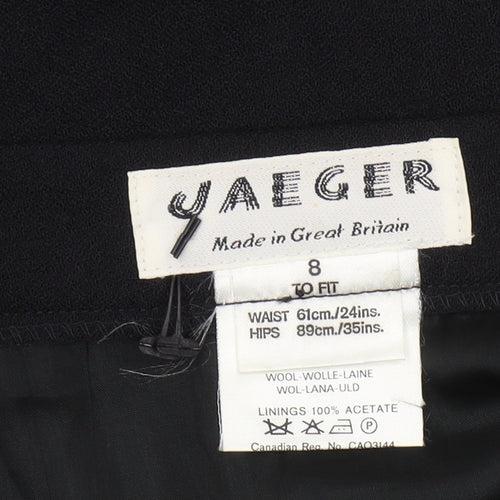 JAEGER
Made in Great Britain
8
TO FIT
WAIST 61cm./24ins.
HIPS 89cm./35ins.
WOOL-WOLLE-LAINE
WOL-LANA-ULD
LININGS 100% ACETATE
P
Canadian Reg. No. CAO3144